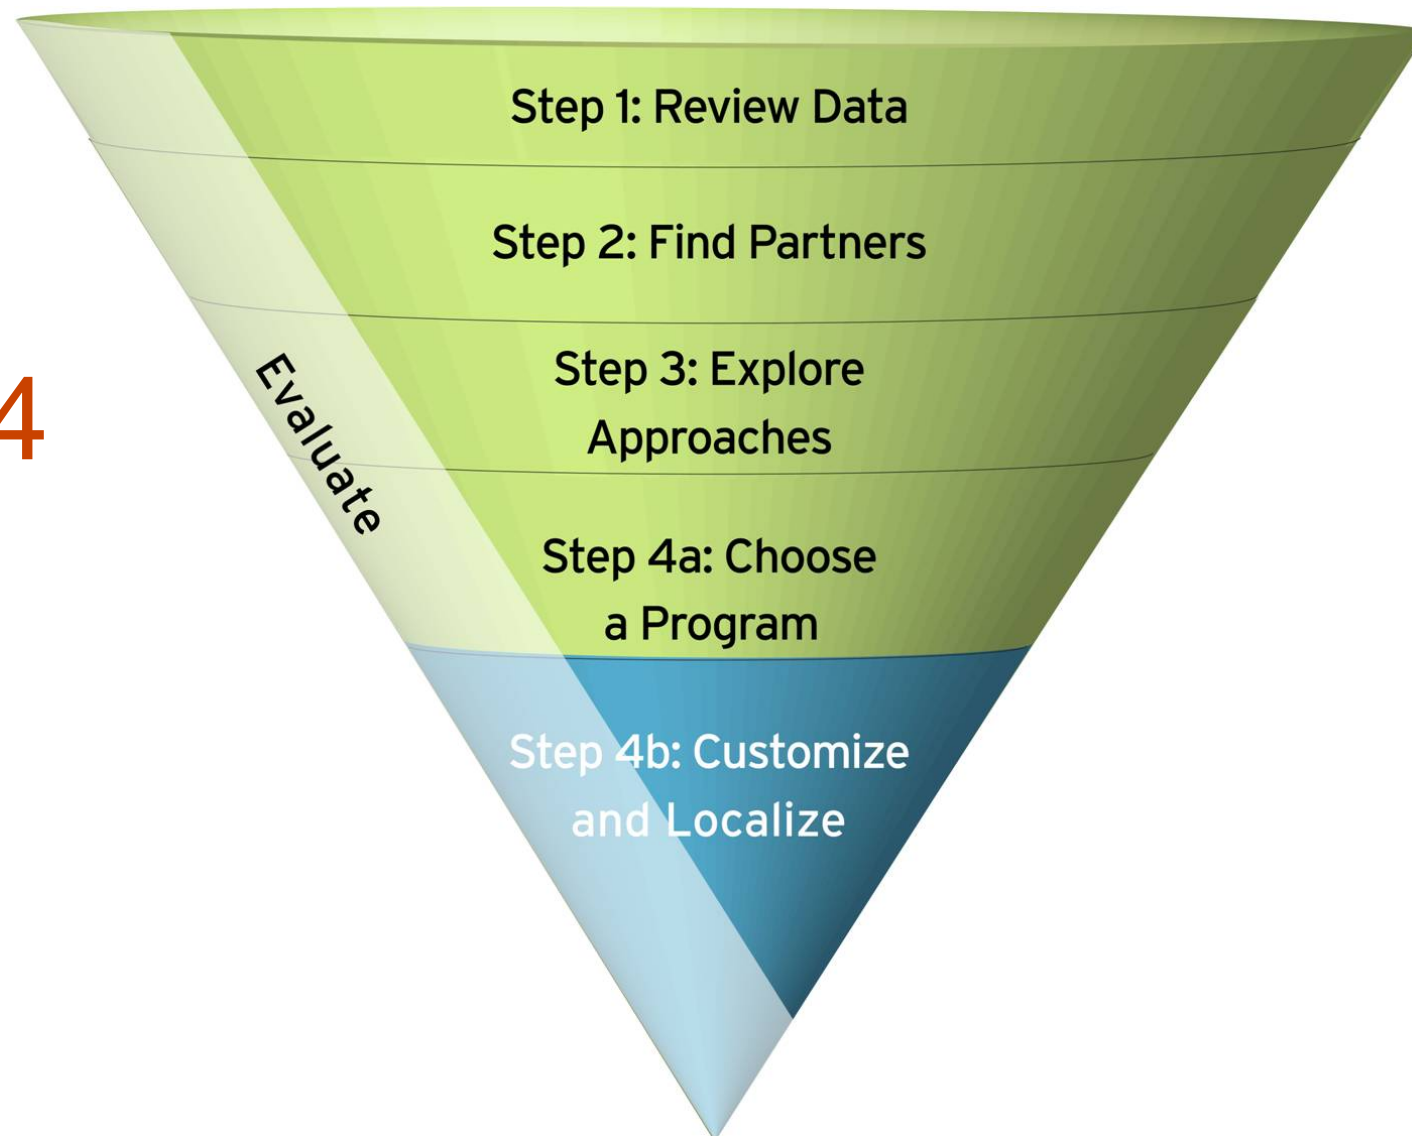 Step 1: Review Data
Step 2: Find Partners
Step 3: Explore
Approaches
Step 4a: Choose
a Program
Step 4b: Customize
and Localize
Evaluate
4